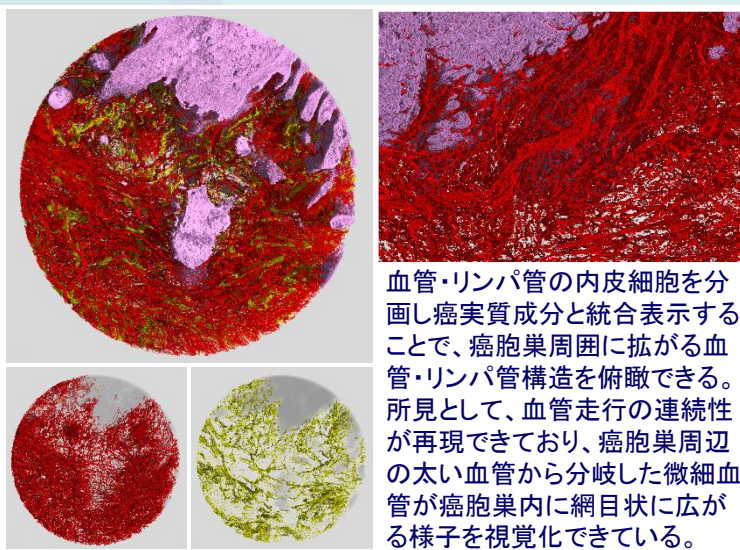 血管・リンパ管の内皮細胞を分
画し癌実質成分と統合表示する
ことで、癌胞巣周囲に拡がる血
管・リンパ管構造を俯瞰できる。
所見として、血管走行の連続性
が再現できており、癌胞巣周辺
の太い血管から分岐した微細血
管が癌胞巣内に網目状に広が
る様子を視覚化できている。